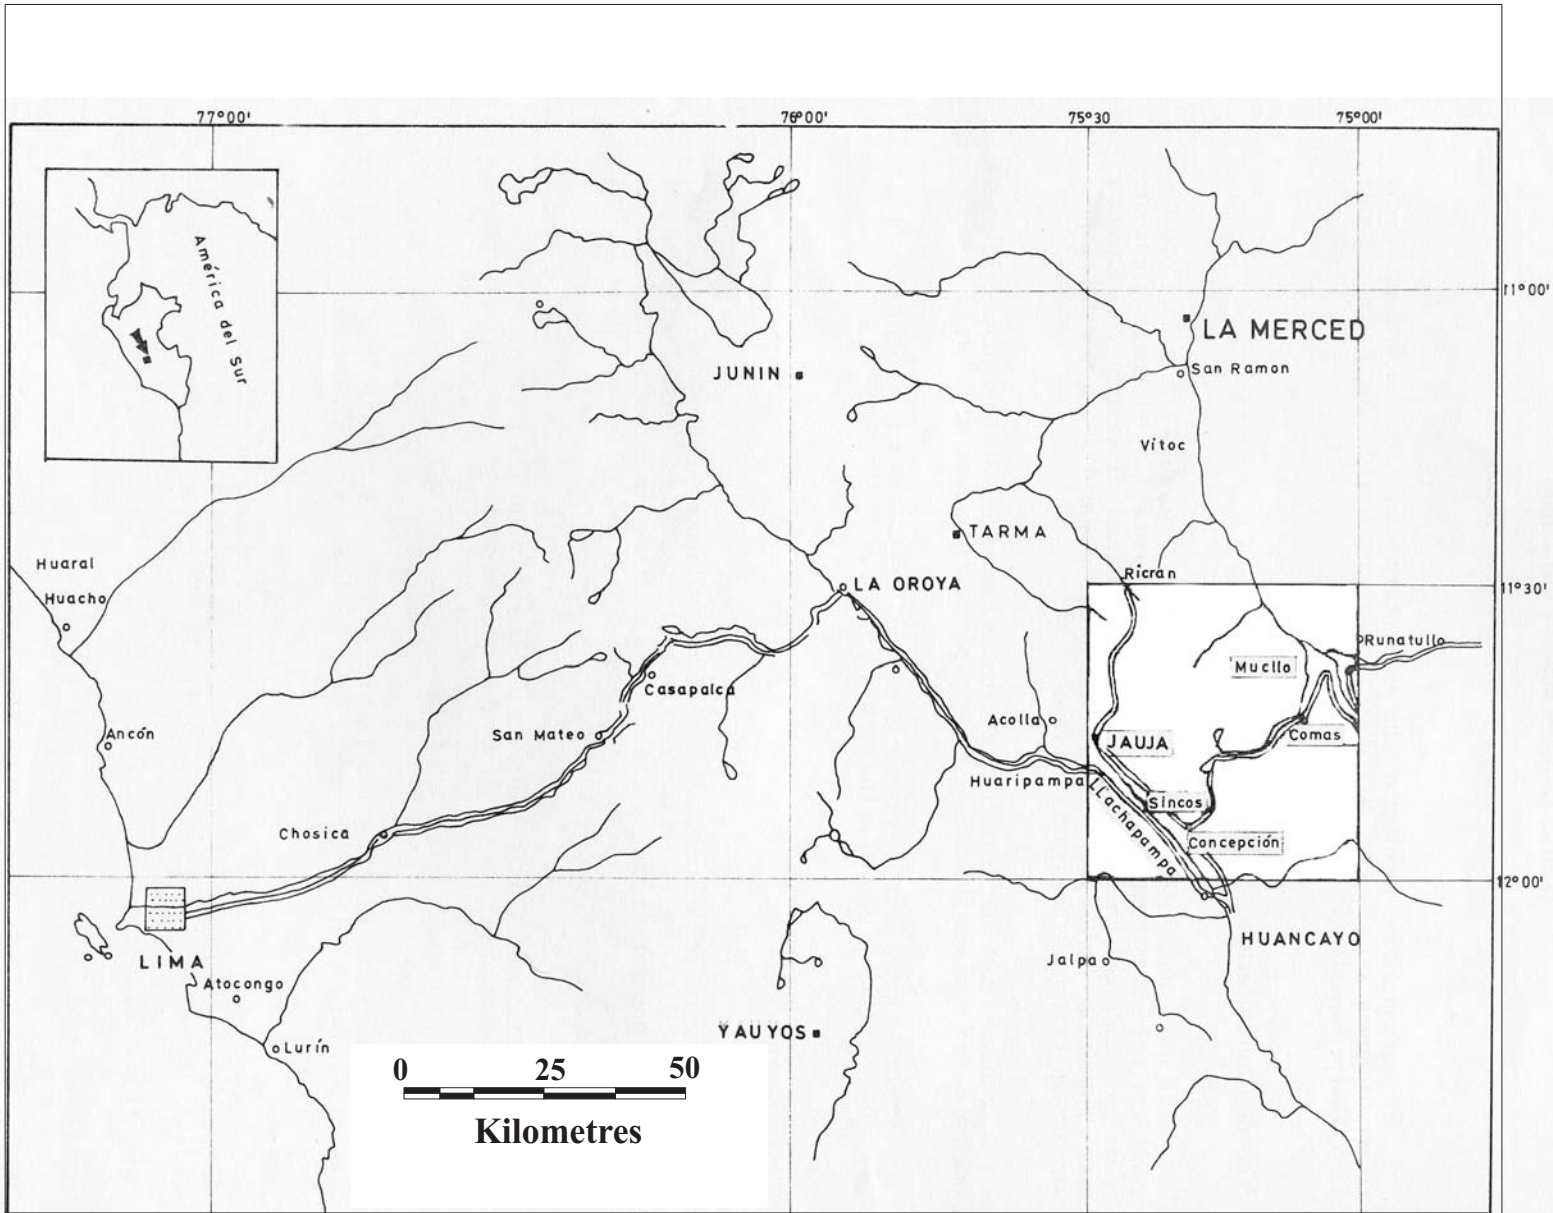 77°00'
76°00'
75°30'
75°00'
América del Sur
11°00'
LA MERCED
JUNIN
San Ramon
Vitoc
TARMA
Huaral
Huacho
Ricran
LA OROYA
11°30'
Runatullo
Mucllo
Casapalca
Acolla
Ancón
San Mateo
JAUJA
Comas
Huaripampa
Llachapampa
Sincos
Chosica
Concepción
12°00'
HUANCAYO
LIMA
Jalpa
Atocongo
YAUYOS
Lurín
0 25 50
Kilometres